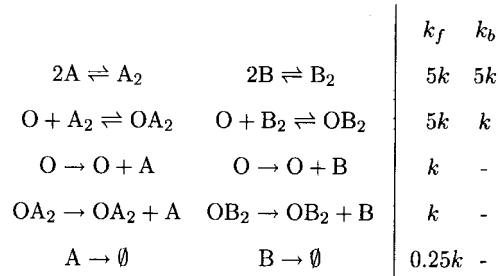 k_f k_b
2A ⇌ A₂ 2B ⇌ B₂ 5k 5k
O + A₂ ⇌ OA₂ O + B₂ ⇌ OB₂ 5k k
O → O + A O → O + B k -
OA₂ → OA₂ + A OB₂ → OB₂ + B k -
A → ∅ B → ∅ 0.25k -